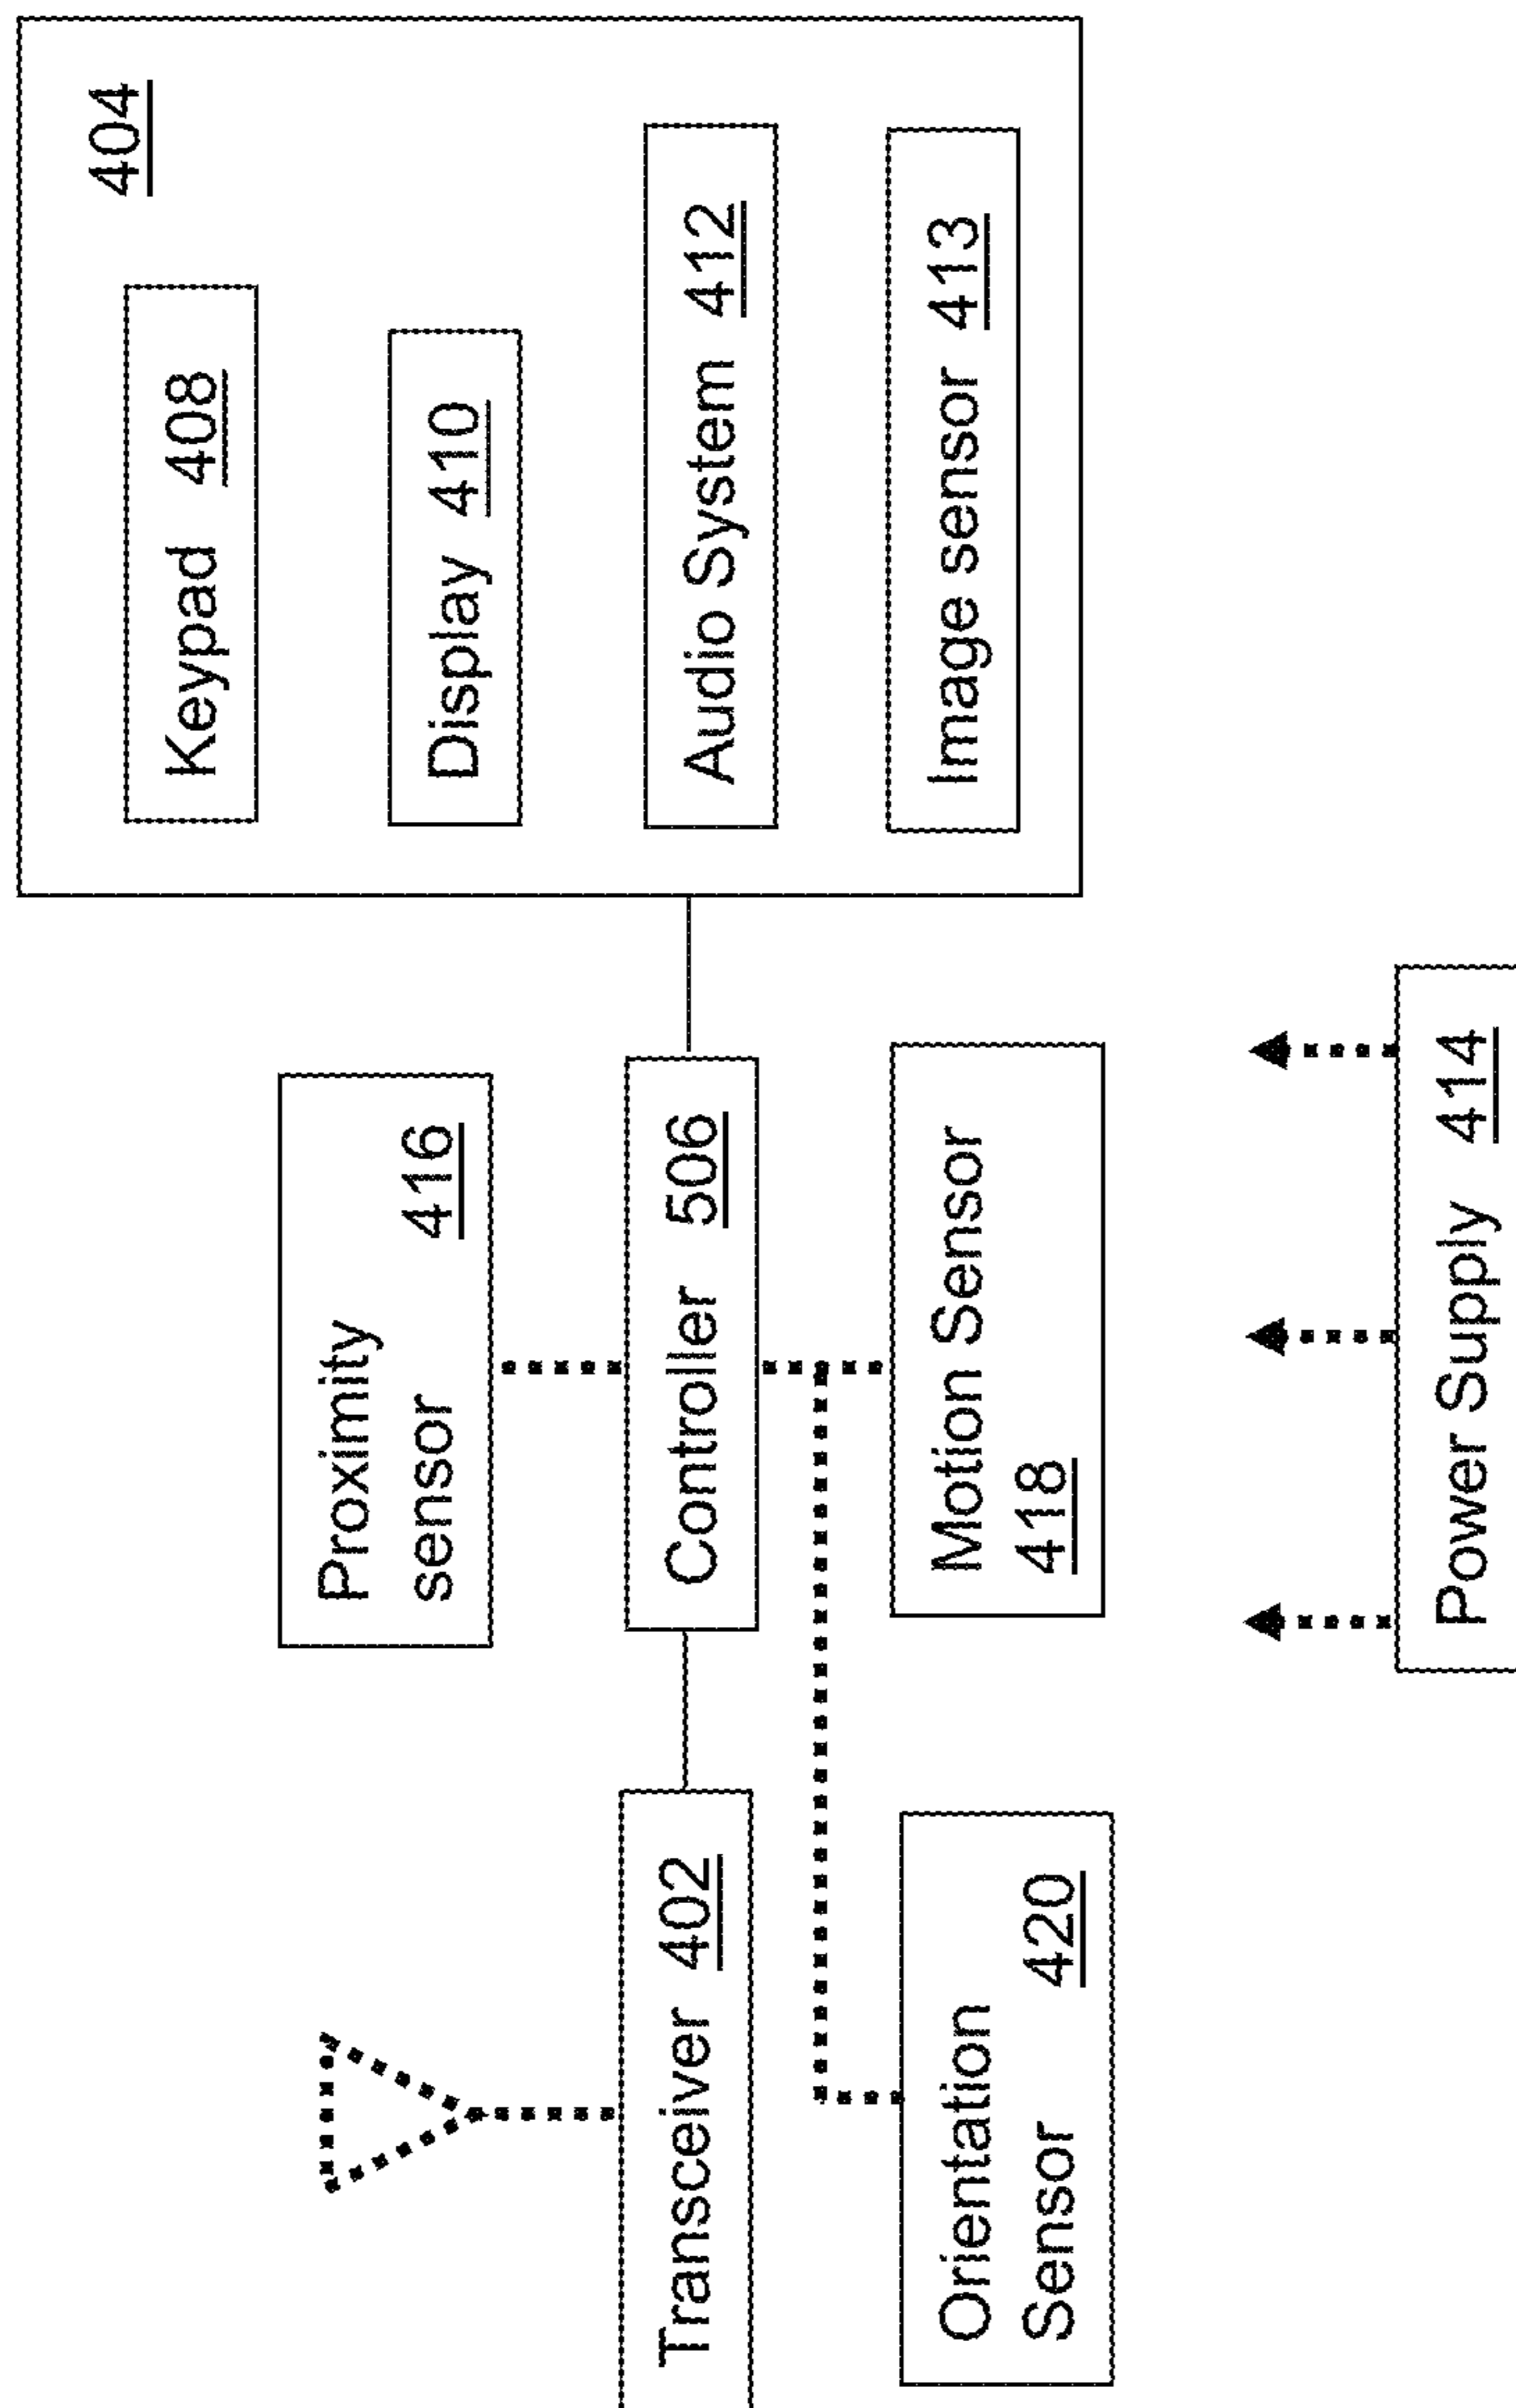 404
Keypad 408
Display 410
Audio System 412
Image sensor 413
Proximity
sensor 416
Controller 506
Motion Sensor
418
Transceiver 402
Orientation
Sensor 420
Power Supply 414